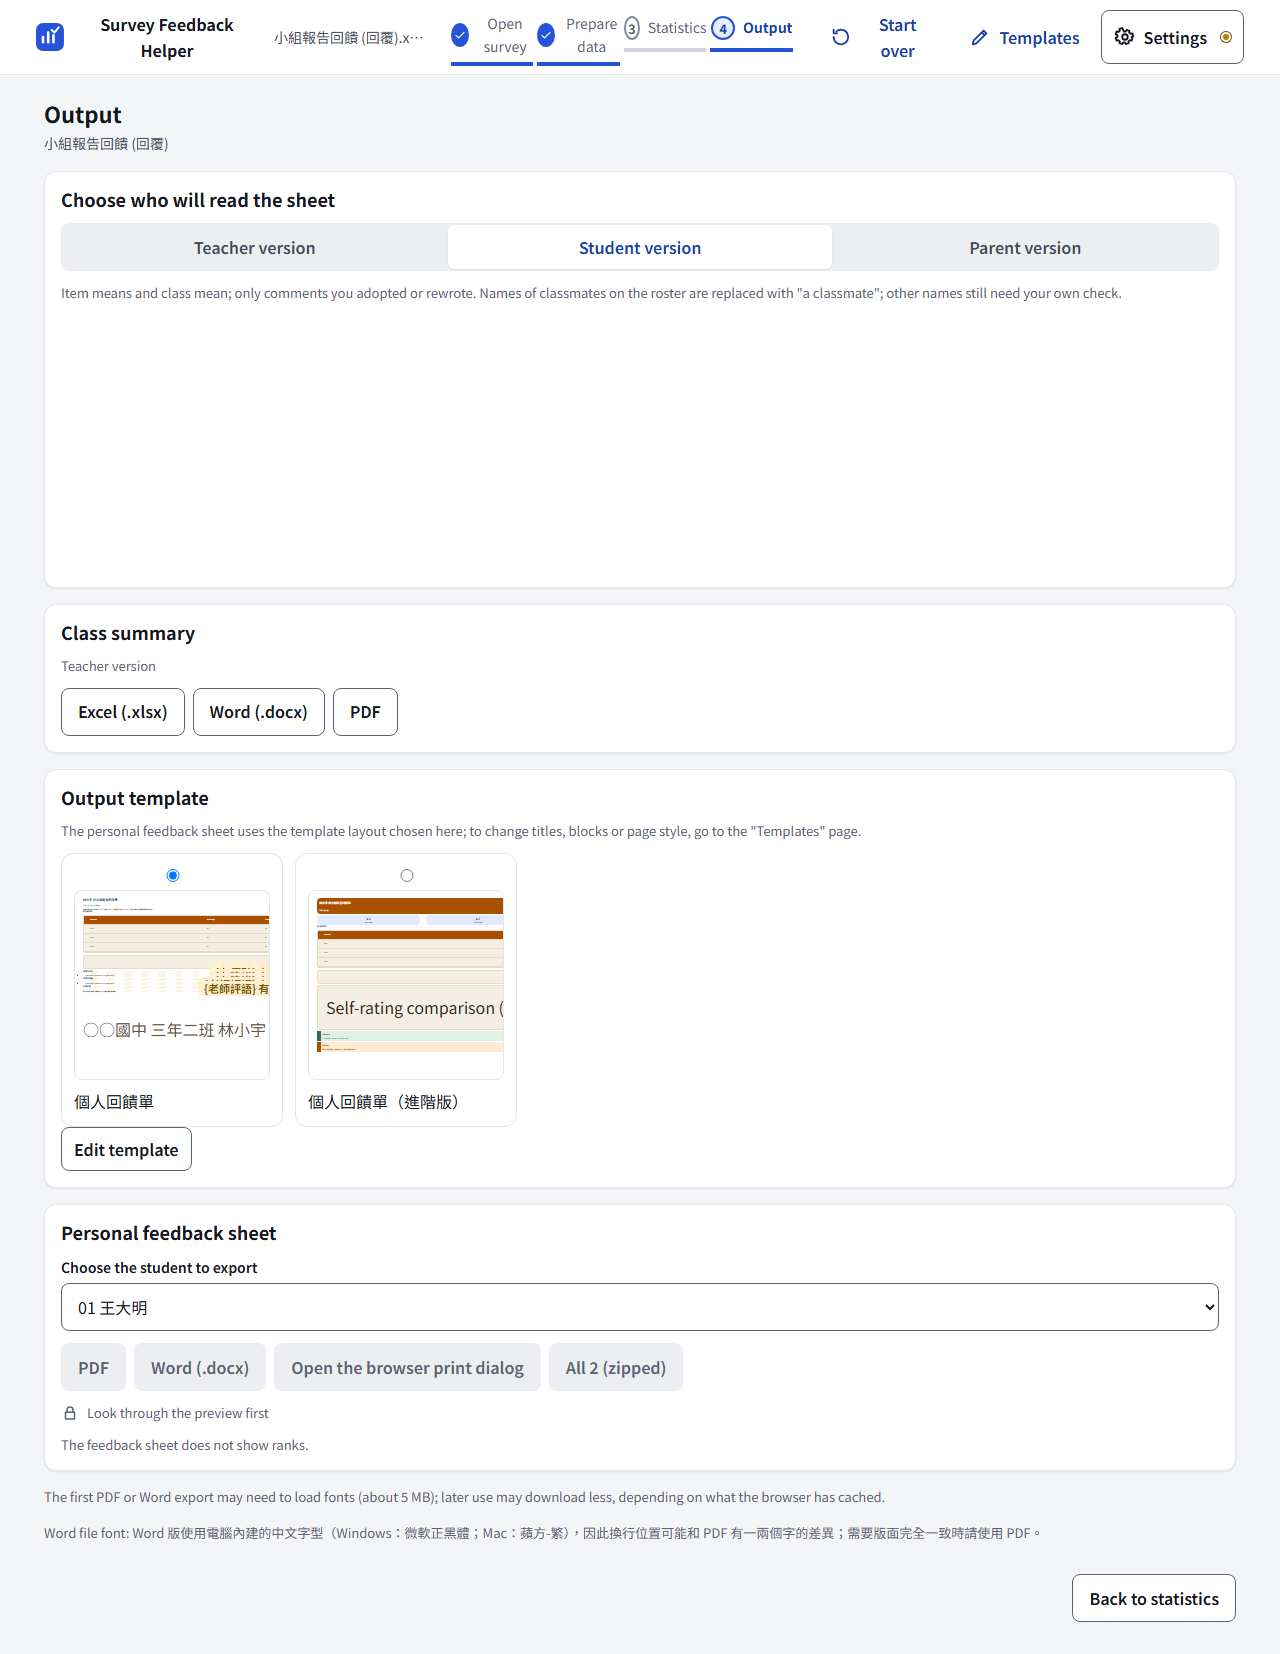 Survey Feedback Helper
小組報告回饋 (回覆).x…
Open survey
Prepare data
3 Statistics
4 Output
Start over
Templates
Settings
Output
小組報告回饋 (回覆)
Choose who will read the sheet
Teacher version
Student version
Parent version
Item means and class mean; only comments you adopted or rewrote. Names of classmates on the roster are replaced with "a classmate"; other names still need your own check.
Class summary
Teacher version
Excel (.xlsx)
Word (.docx)
PDF
Output template
The personal feedback sheet uses the template layout chosen here; to change titles, blocks or page style, go to the "Templates" page.
{老師評語} 有
〇〇國中 三年二班 林小宇
Self-rating comparison (
個人回饋單
個人回饋單（進階版）
Edit template
Personal feedback sheet
Choose the student to export
01 王大明
PDF
Word (.docx)
Open the browser print dialog
All 2 (zipped)
Look through the preview first
The feedback sheet does not show ranks.
The first PDF or Word export may need to load fonts (about 5 MB); later use may download less, depending on what the browser has cached.
Word file font: Word 版使用電腦內建的中文字型（Windows：微軟正黑體；Mac：蘋方-繁），因此換行位置可能和 PDF 有一兩個字的差異；需要版面完全一致時請使用 PDF。
Back to statistics